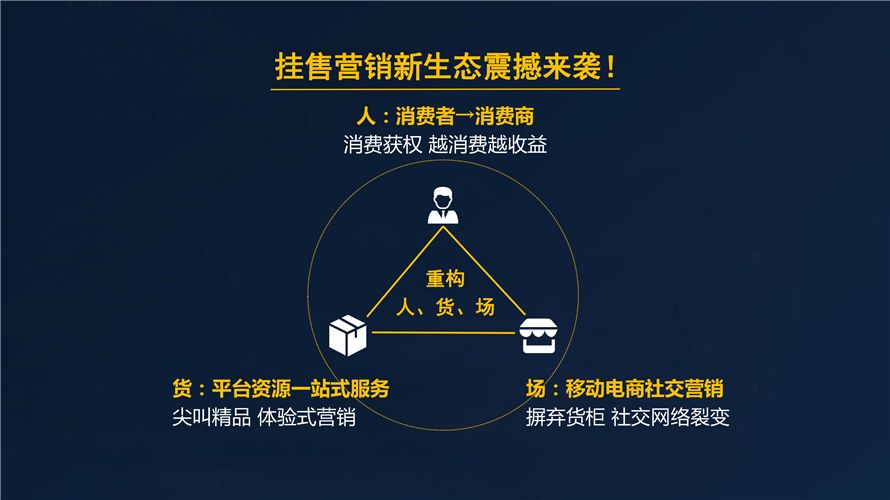 挂售营销新生态震撼来袭！
人：消费者→消费商
消费获权 越消费越收益
重构
人、货、场
货：平台资源一站式服务
尖叫精品 体验式营销
场：移动电商社交营销
摒弃货柜 社交网络裂变